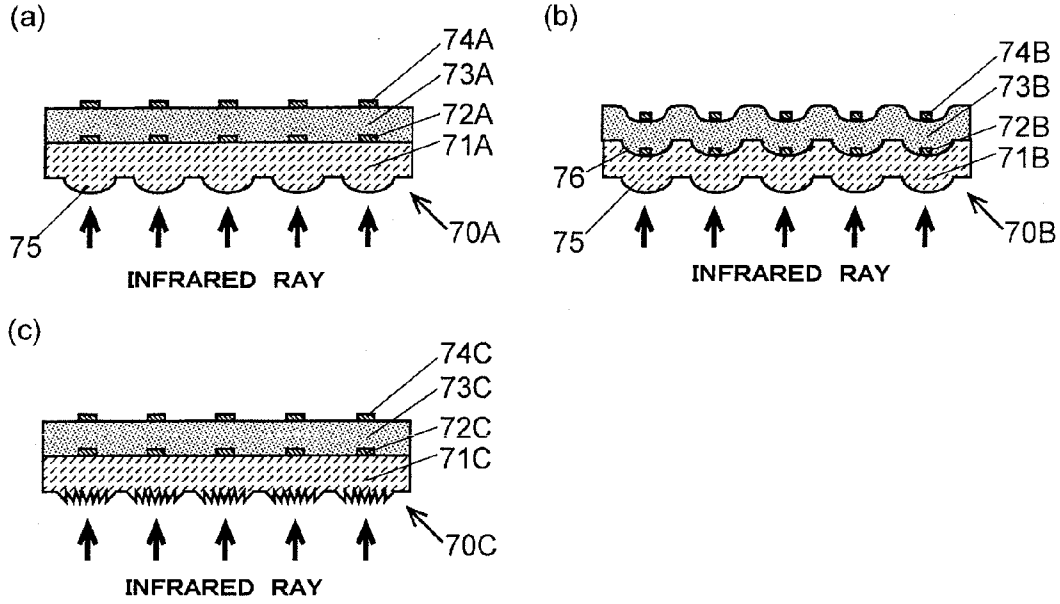 (a)
74A
73A
72A
71A
75
70A
INFRARED RAY
(b)
74B
73B
72B
71B
76
75
70B
INFRARED RAY
(c)
74C
73C
72C
71C
70C
INFRARED RAY